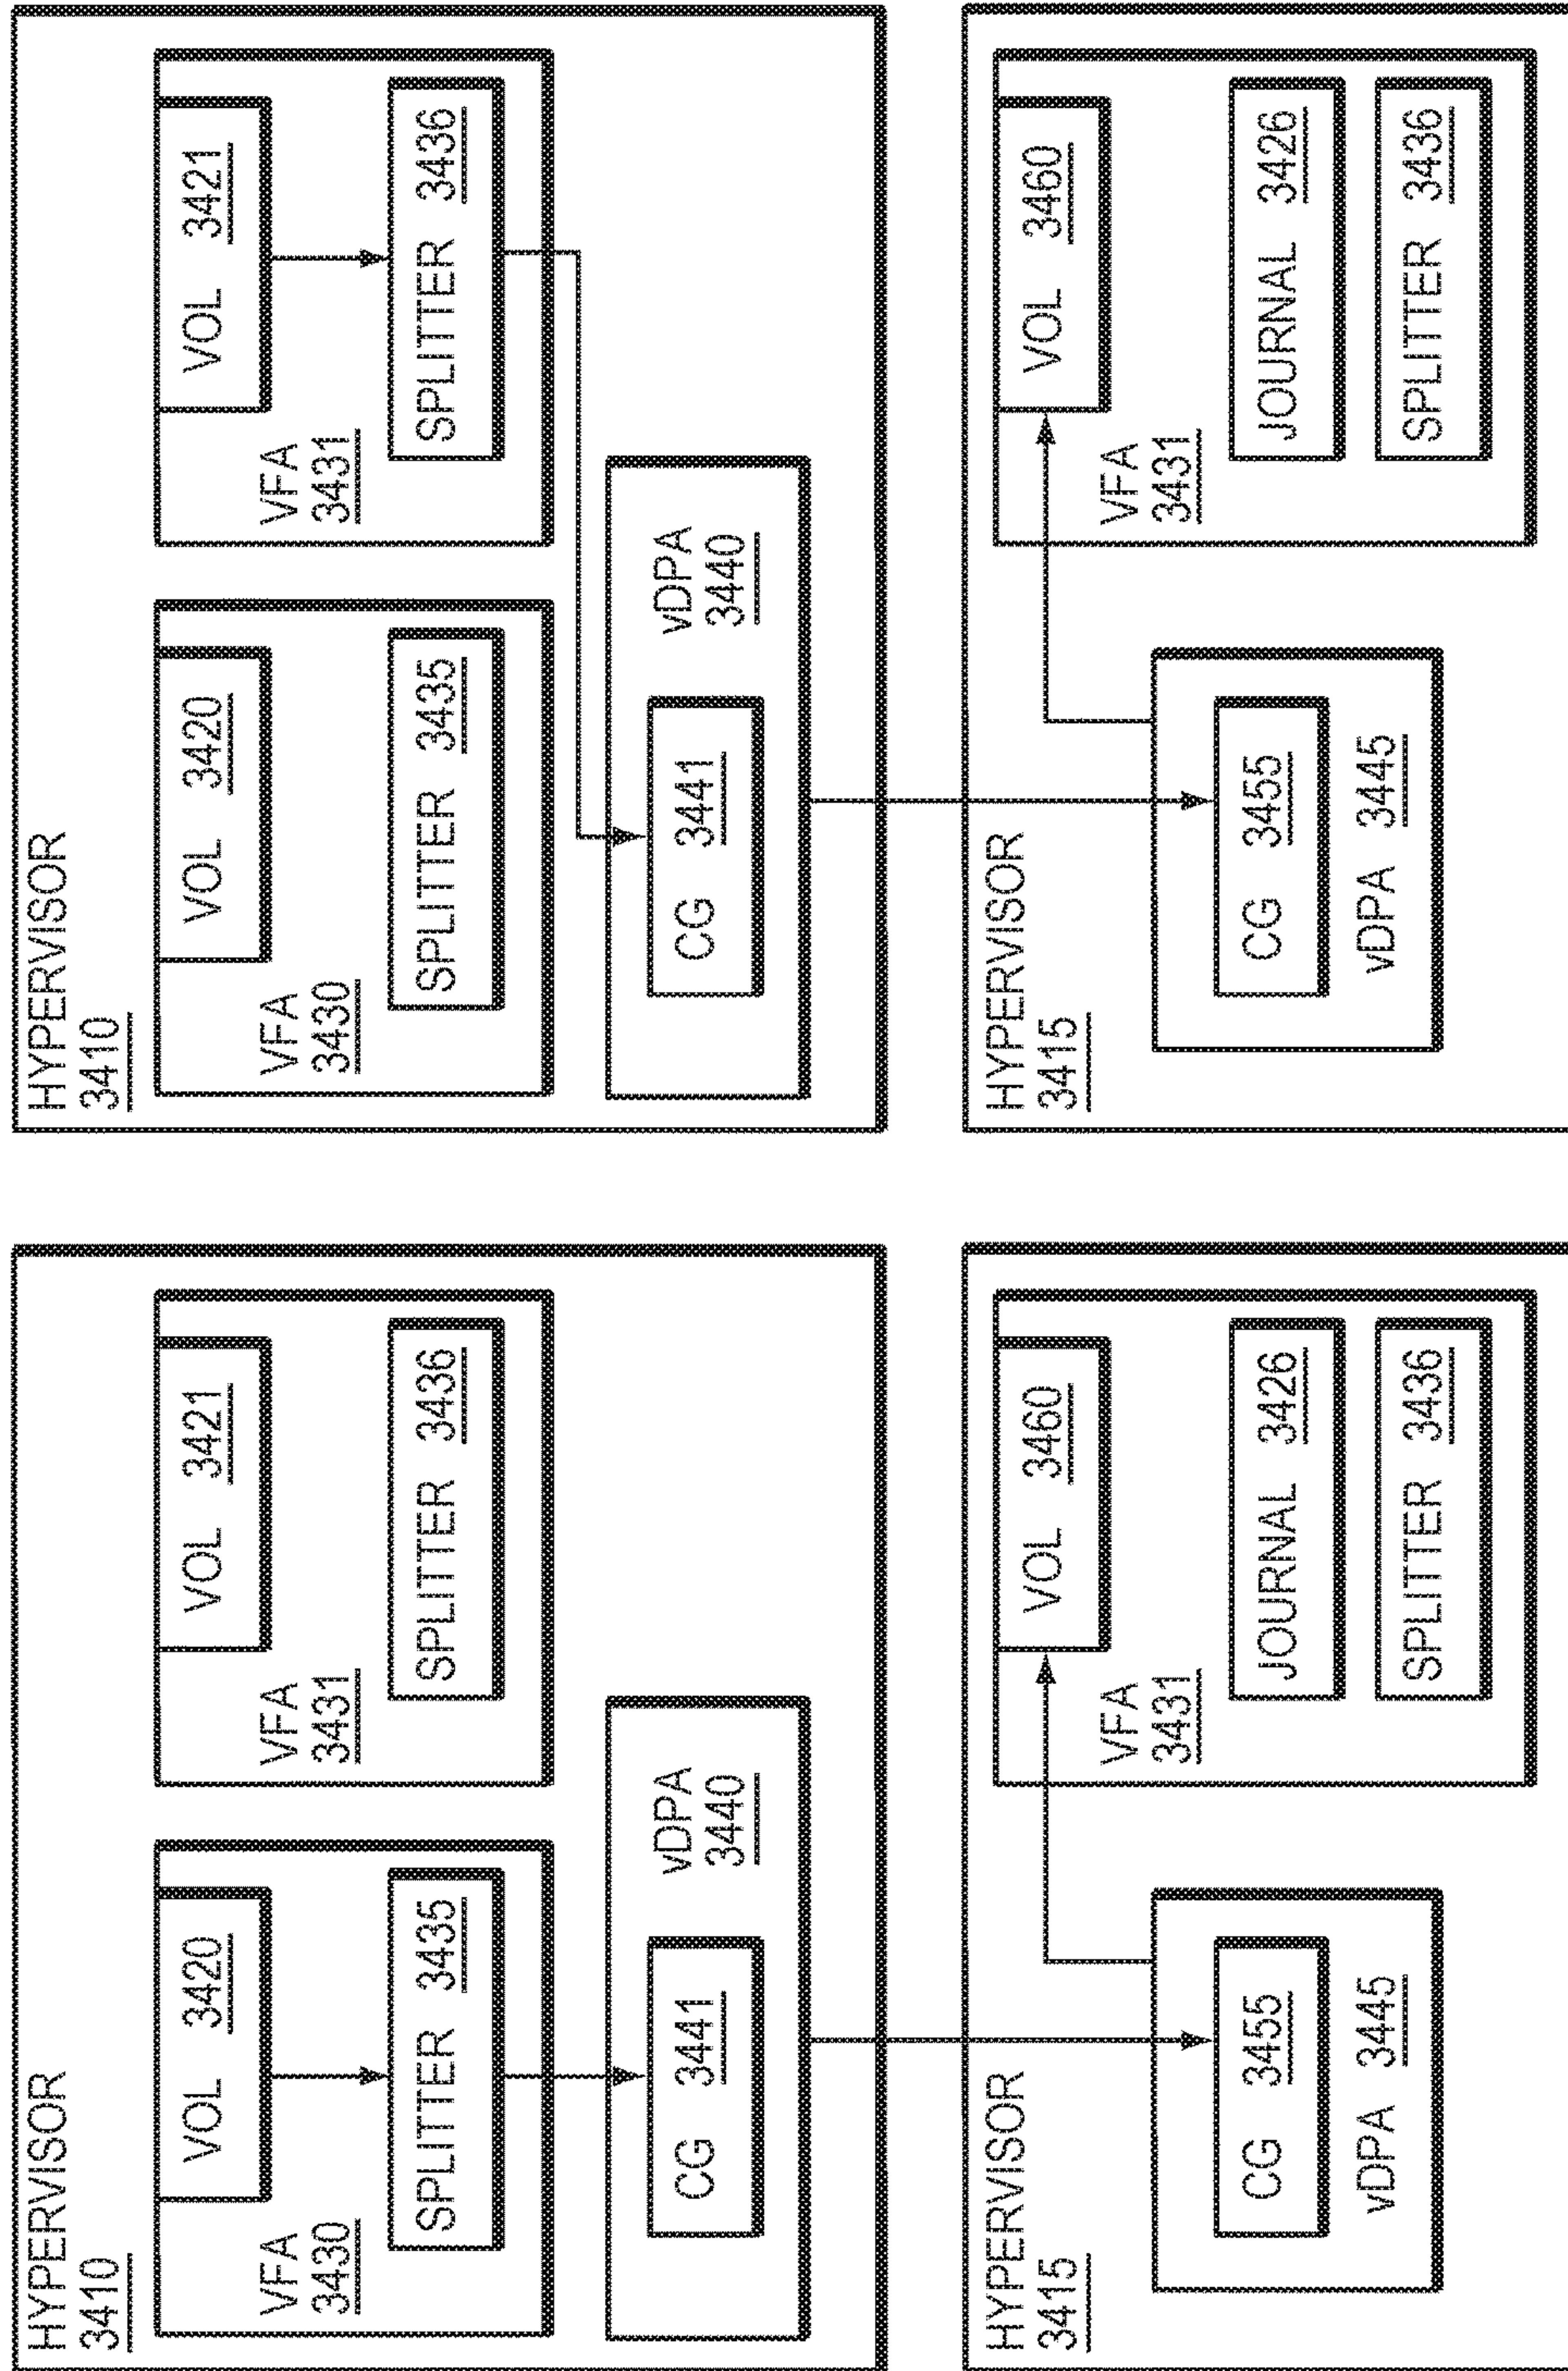 HYPERVISOR
3410
VOL 3420
VFA
3430
SPLITTER 3435
VOL 3421
VFA
3431
SPLITTER 3436
CG 3441
vDPA
3440
HYPERVISOR
3415
CG 3455
vDPA 3445
VOL 3460
VFA
3431
JOURNAL 3426
SPLITTER 3436
HYPERVISOR
3410
VOL 3420
VFA
3430
SPLITTER 3435
VOL 3421
VFA
3431
SPLITTER 3436
CG 3441
vDPA
3440
HYPERVISOR
3415
CG 3455
vDPA 3445
VOL 3460
VFA
3431
JOURNAL 3426
SPLITTER 3436